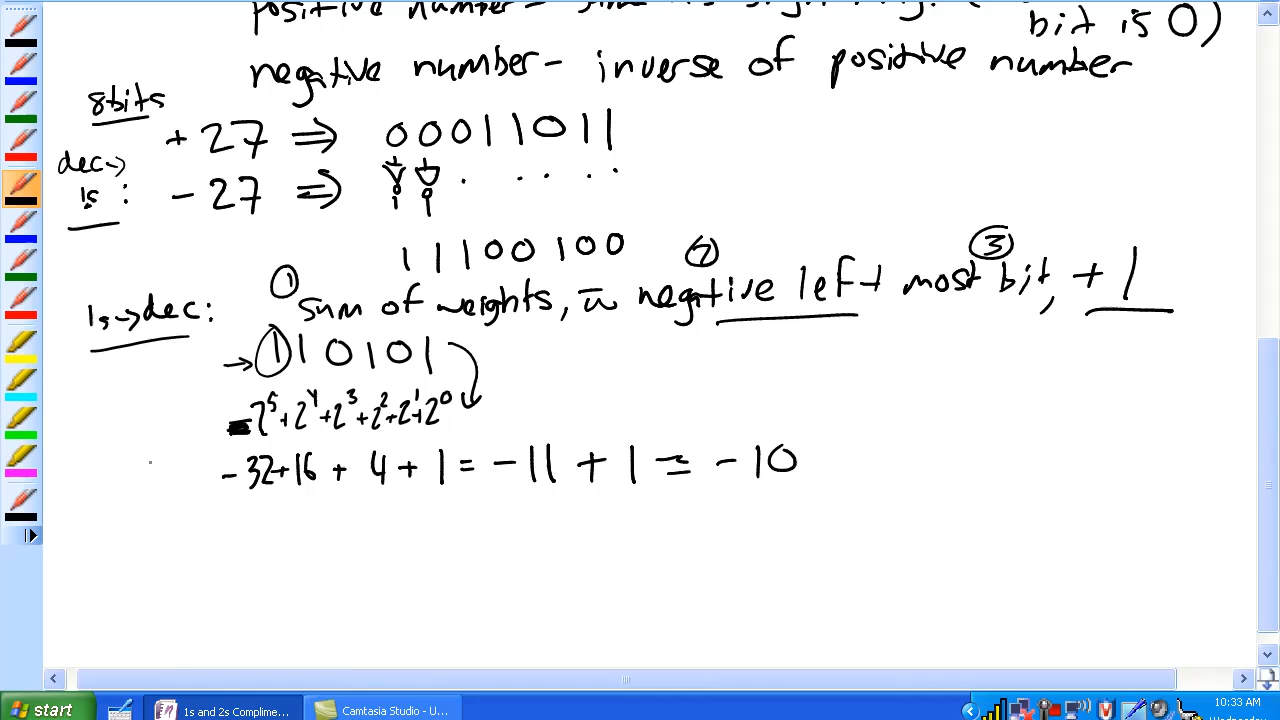 positive number -
bit is 0)
negative number - inverse of positive number
8bits
+27 ⇒ 00011011
dec→
1s: -27 ⇒
11100100
① ② ③
1s→dec: sum of weights, w negative left most bit, +1
→ 110101
-2⁵+2⁴+2³+2²+2¹+2⁰
-32+16 + 4 + 1 = -11 + 1 = -10
start
1s and 2s Complime...
Camtasia Studio - U...
10:33 AM